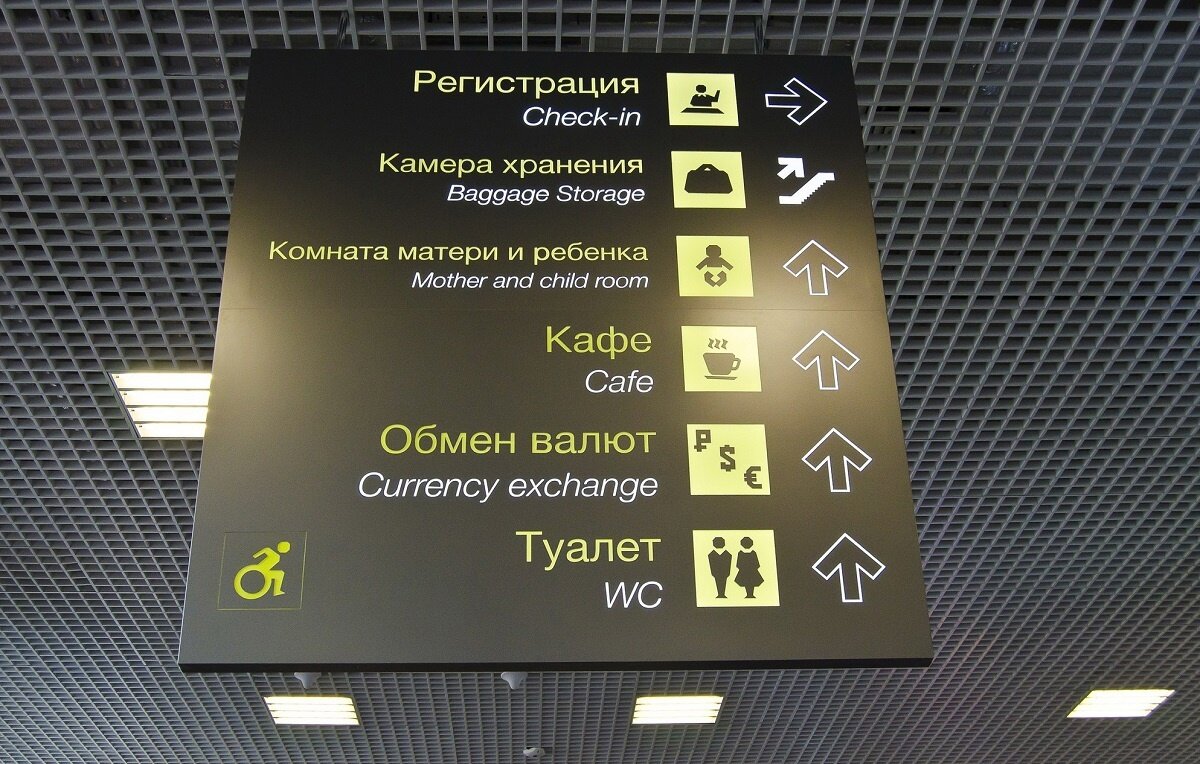 Регистрация
Check-in
Камера хранения
Baggage Storage
Комната матери и ребенка
Mother and child room
Кафе
Cafe
Обмен валют
Currency exchange
₽ $ €
Туалет
WC